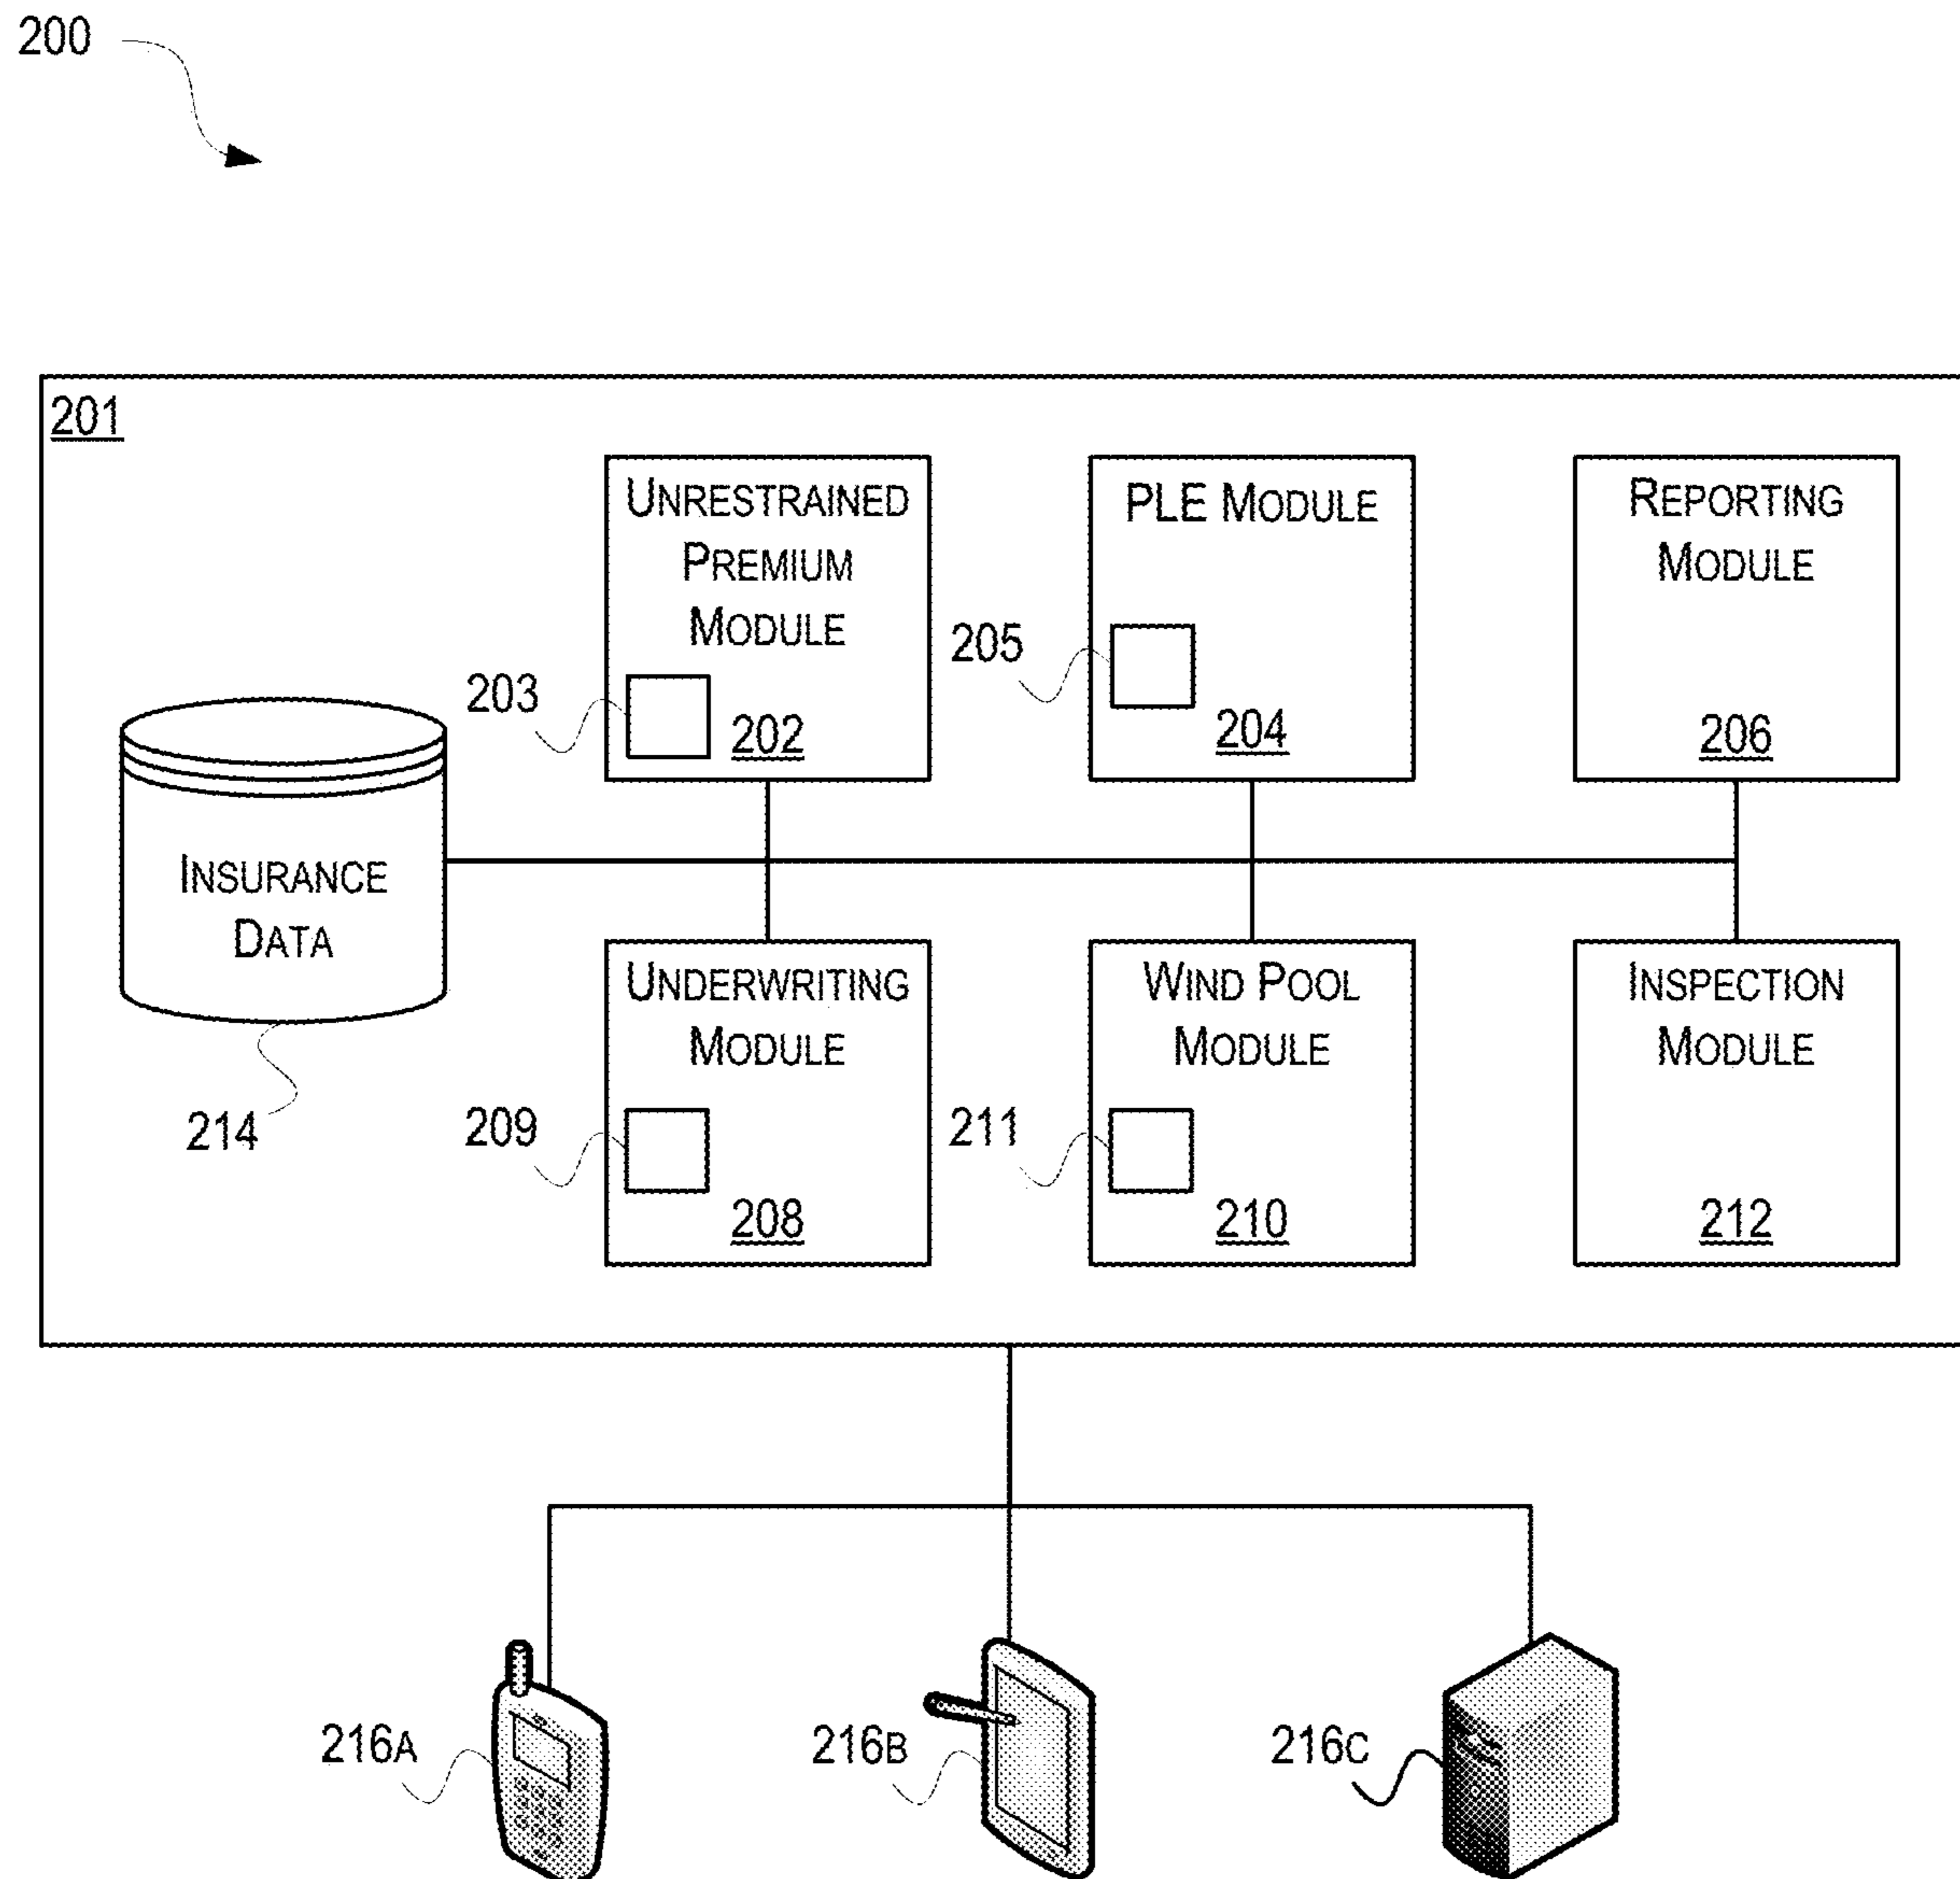 200
201
UNRESTRAINED
PREMIUM
MODULE
203
202
PLE MODULE
205
204
REPORTING
MODULE
206
INSURANCE
DATA
214
UNDERWRITING
MODULE
209
208
WIND POOL
MODULE
211
210
INSPECTION
MODULE
212
216A
216B
216C